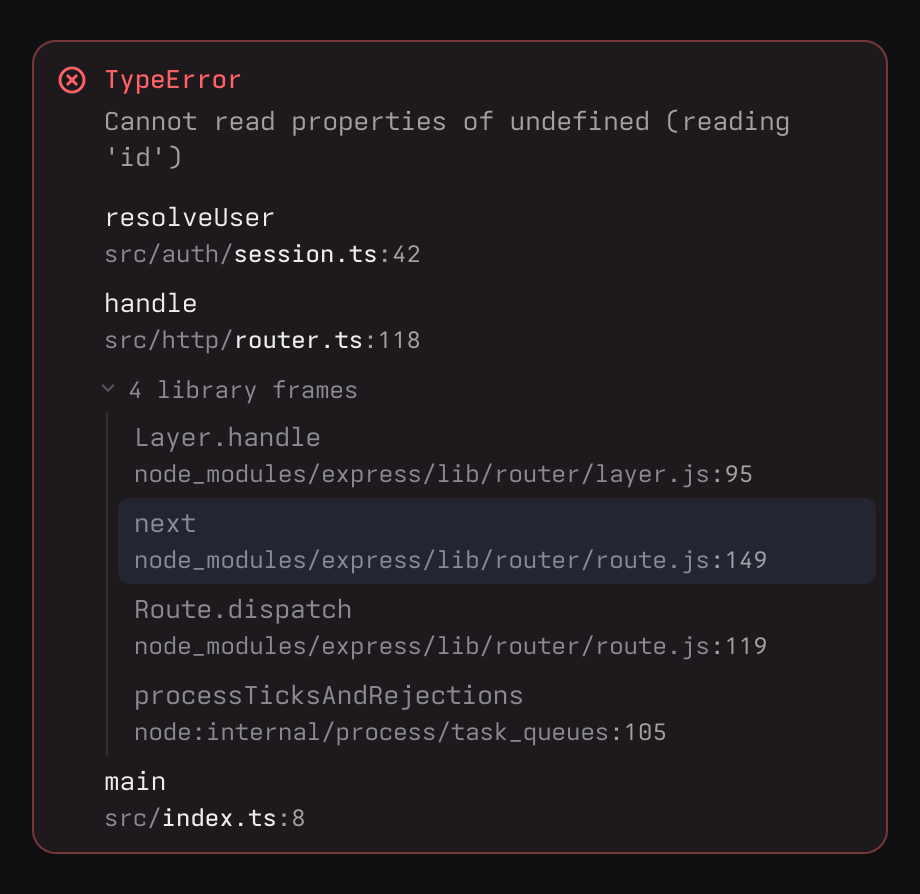 TypeError
Cannot read properties of undefined (reading
'id')
resolveUser
src/auth/session.ts:42
handle
src/http/router.ts:118
4 library frames
Layer.handle
node_modules/express/lib/router/layer.js:95
next
node_modules/express/lib/router/route.js:149
Route.dispatch
node_modules/express/lib/router/route.js:119
processTicksAndRejections
node:internal/process/task_queues:105
main
src/index.ts:8